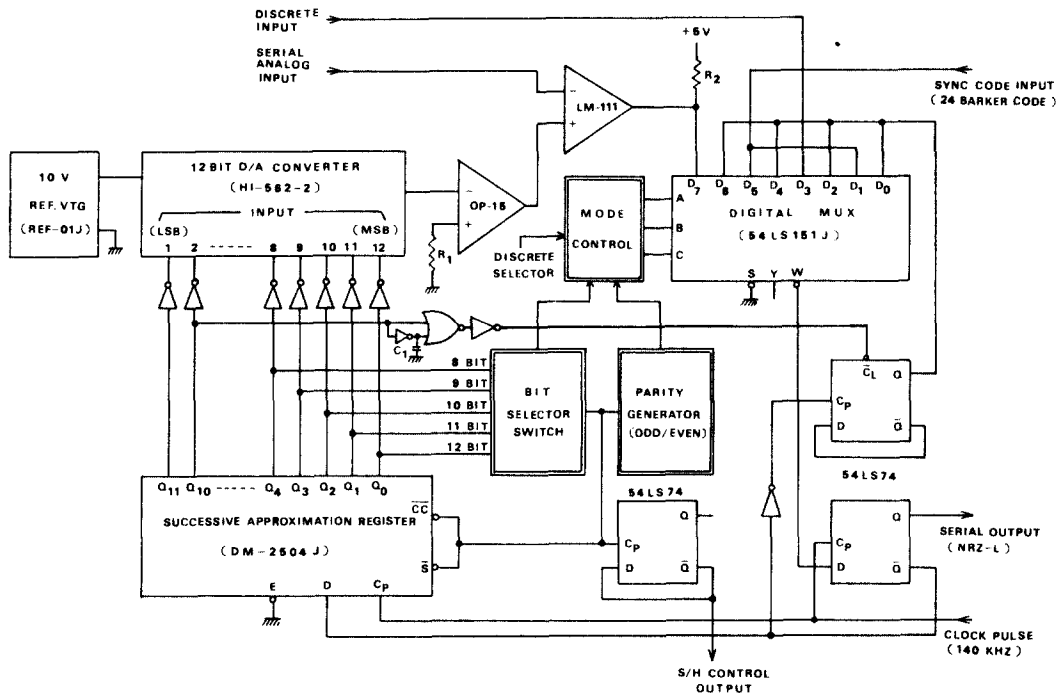 DISCRETE
INPUT
SERIAL
ANALOG
INPUT
+5V
R2
LM-111
−
+
SYNC CODE INPUT
(24 BARKER CODE)
10 V
REF. VTG
(REF-01J)
12 BIT D/A CONVERTER
(HI-562-2)
INPUT
(LSB) (MSB)
1 2 ----- 8 9 10 11 12
−
OP-15
+
R1
MODE
CONTROL
DISCRETE
SELECTOR
A
B
C
D7 D6 D5 D4 D3 D2 D1 D0
DIGITAL MUX
(54LS151J)
S Y W
C1
8 BIT
9 BIT
10 BIT
11 BIT
12 BIT
BIT
SELECTOR
SWITCH
PARITY
GENERATOR
(ODD/EVEN)
C̅L Q
CP
D Q̅
54LS74
Q11 Q10 ----- Q4 Q3 Q2 Q1 Q0
SUCCESSIVE APPROXIMATION REGISTER
(DM-2504J)
C̅C̅
S̅
E D CP
54LS74
Q
CP
D Q̅
Q
CP
D Q̅
SERIAL OUTPUT
(NRZ-L)
CLOCK PULSE
(140 KHZ)
S/H CONTROL
OUTPUT